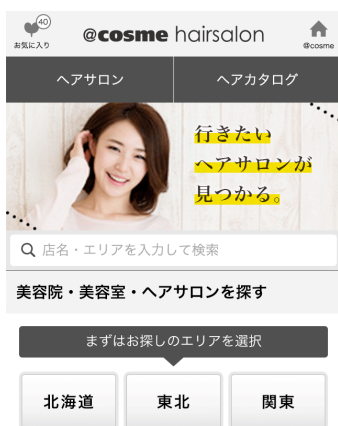 40
お気に入り
@cosme hairsalon
@cosme
ヘアサロン
ヘアカタログ
行きたい
ヘアサロンが
見つかる。
店名・エリアを入力して検索
美容院・美容室・ヘアサロンを探す
まずはお探しのエリアを選択
北海道
東北
関東